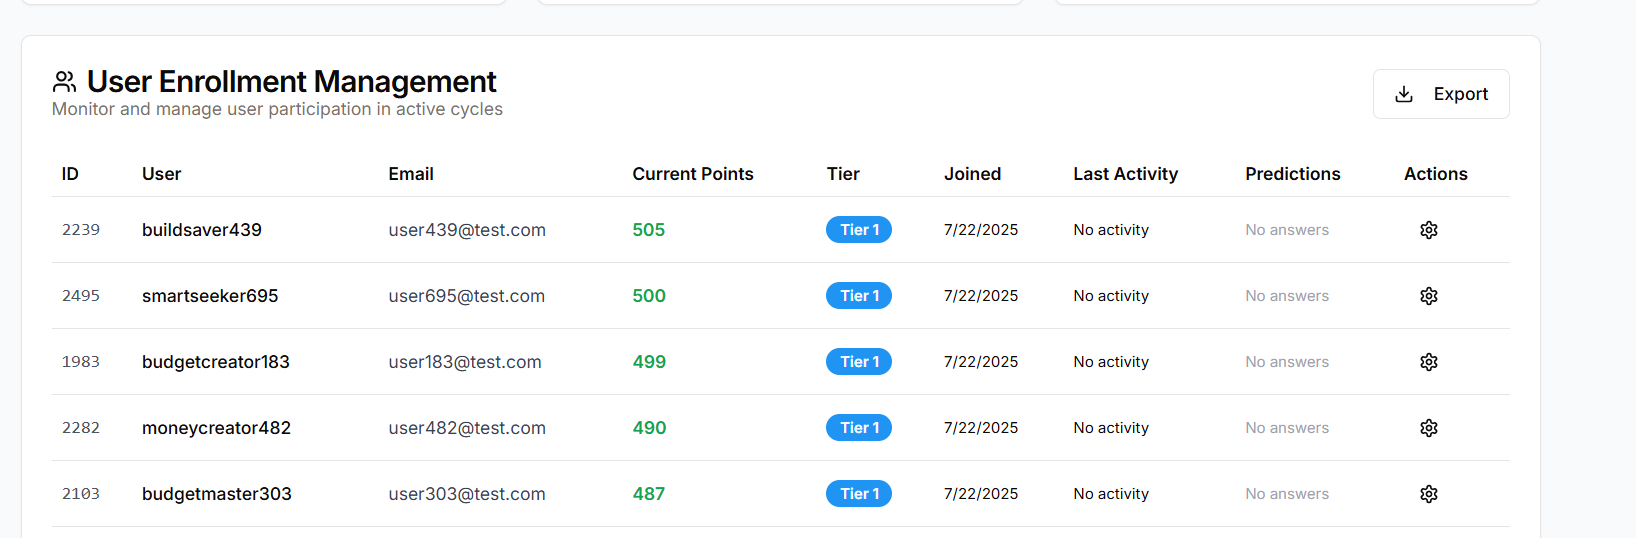 User Enrollment Management
Monitor and manage user participation in active cycles
Export
ID User Email Current Points Tier Joined Last Activity Predictions Actions
2239 buildsaver439 user439@test.com 505 Tier 1 7/22/2025 No activity No answers
2495 smartseeker695 user695@test.com 500 Tier 1 7/22/2025 No activity No answers
1983 budgetcreator183 user183@test.com 499 Tier 1 7/22/2025 No activity No answers
2282 moneycreator482 user482@test.com 490 Tier 1 7/22/2025 No activity No answers
2103 budgetmaster303 user303@test.com 487 Tier 1 7/22/2025 No activity No answers